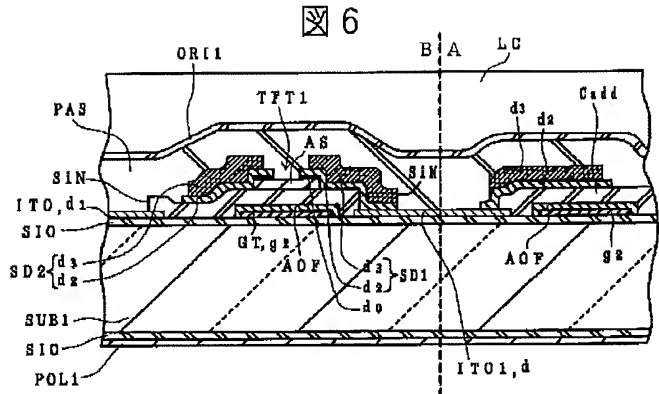 図 6
B A
LC
ORI1
TFT1
AS
d3
d2
Cadd
PAS
SiN
SiN
ITO, d1
SIO
SD2 { d3
d2
GT, g2
AOF
d3
d2 } SD1
d0
AOF
g2
SUB1
SIO
POL1
ITO1, d